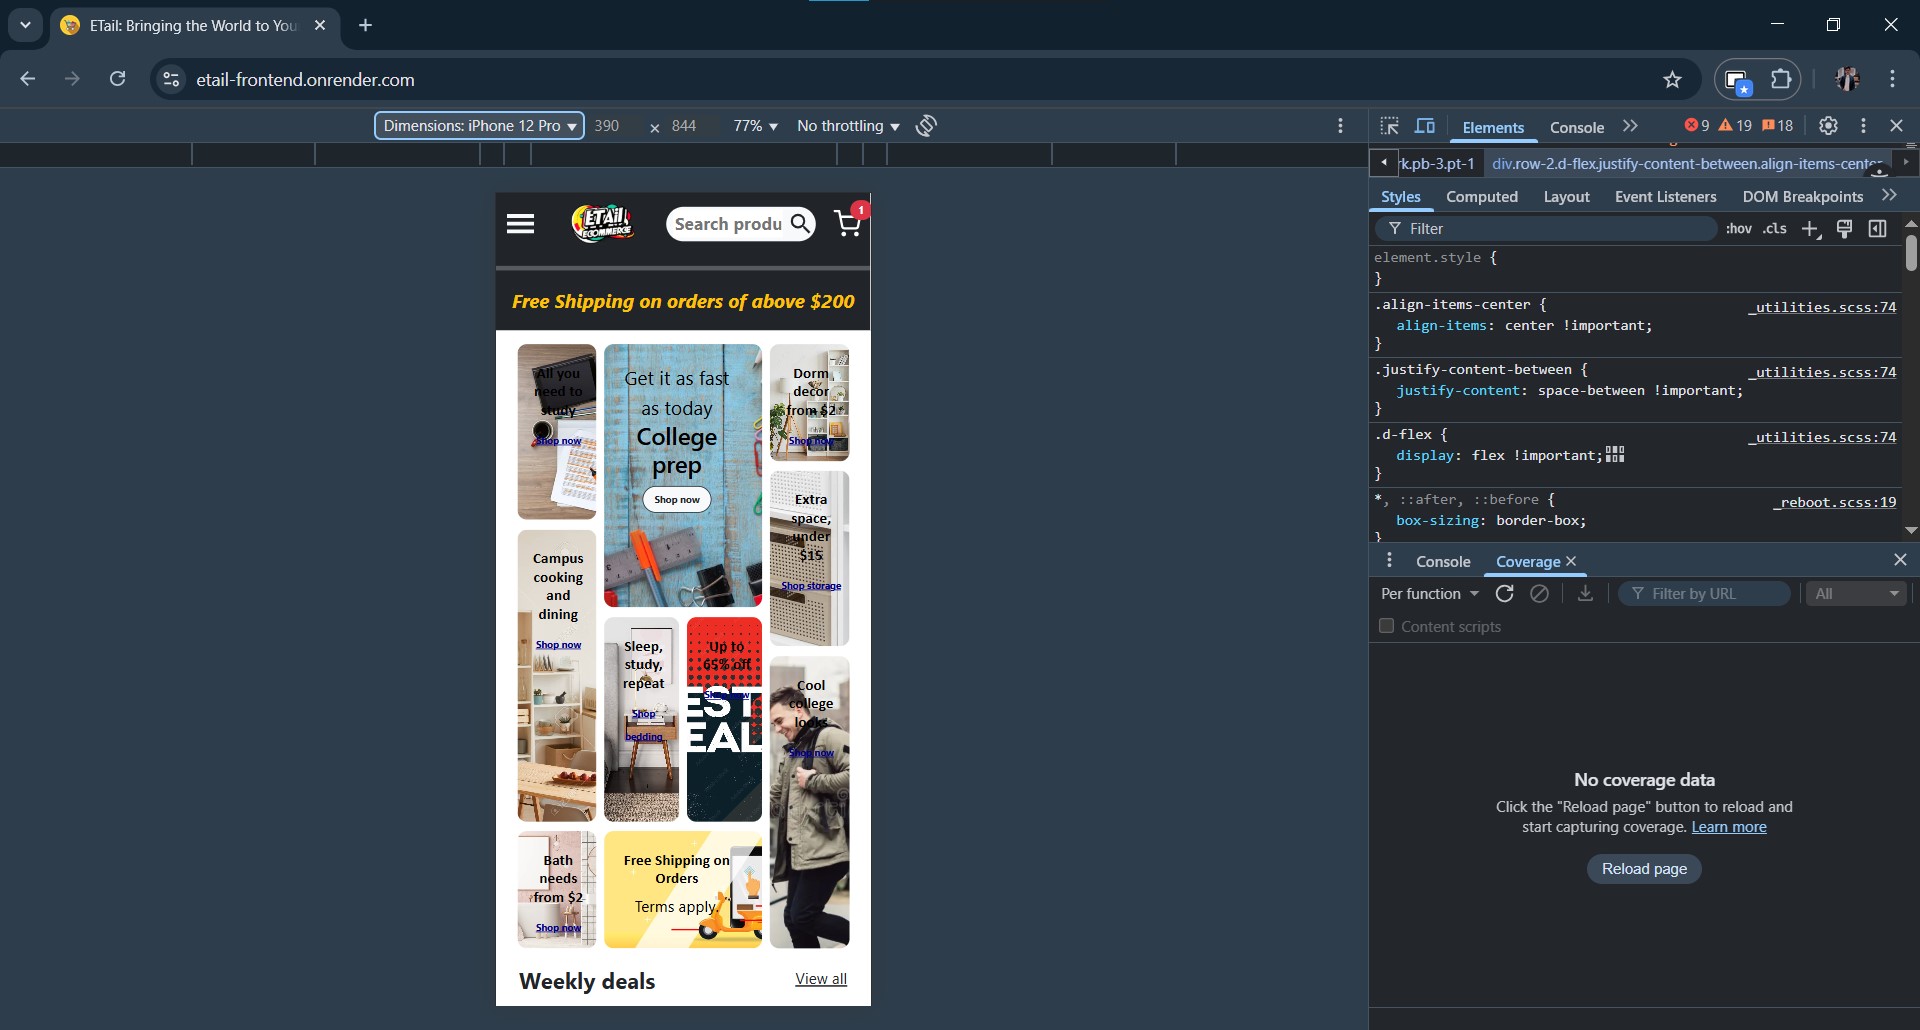 ETail: Bringing the World to You
etail-frontend.onrender.com
Dimensions: iPhone 12 Pro
390
×
844
77%
No throttling
Elements
Console
9
19
18
rk.pb-3.pt-1
div.row-2.d-flex.justify-content-between.align-items-center
Styles
Computed
Layout
Event Listeners
DOM Breakpoints
Filter
:hov
.cls
element.style {
}
.align-items-center {
_utilities.scss:74
align-items: center !important;
}
.justify-content-between {
_utilities.scss:74
justify-content: space-between !important;
}
.d-flex {
_utilities.scss:74
display: flex !important;
}
*, ::after, ::before {
_reboot.scss:19
box-sizing: border-box;
}
Console
Coverage
Per function
Filter by URL
All
Content scripts
No coverage data
Click the "Reload page" button to reload and
start capturing coverage. Learn more
Reload page
ETAIL
ECOMMERCE
Search produ
1
Free Shipping on orders of above $200
All you
need to
study
Shop now
Get it as fast
as today
College
prep
Shop now
Dorm
decor
from $2
Shop now
Extra
space,
under
$15
Shop storage
Campus
cooking
and
dining
Shop now
Sleep,
study,
repeat
Shop
bedding
Up to
65% off
Shop now
EST
EAL
Cool
college
looks
Shop now
Bath
needs
from $2
Shop now
Free Shipping on
Orders
Terms apply.
Weekly deals
View all